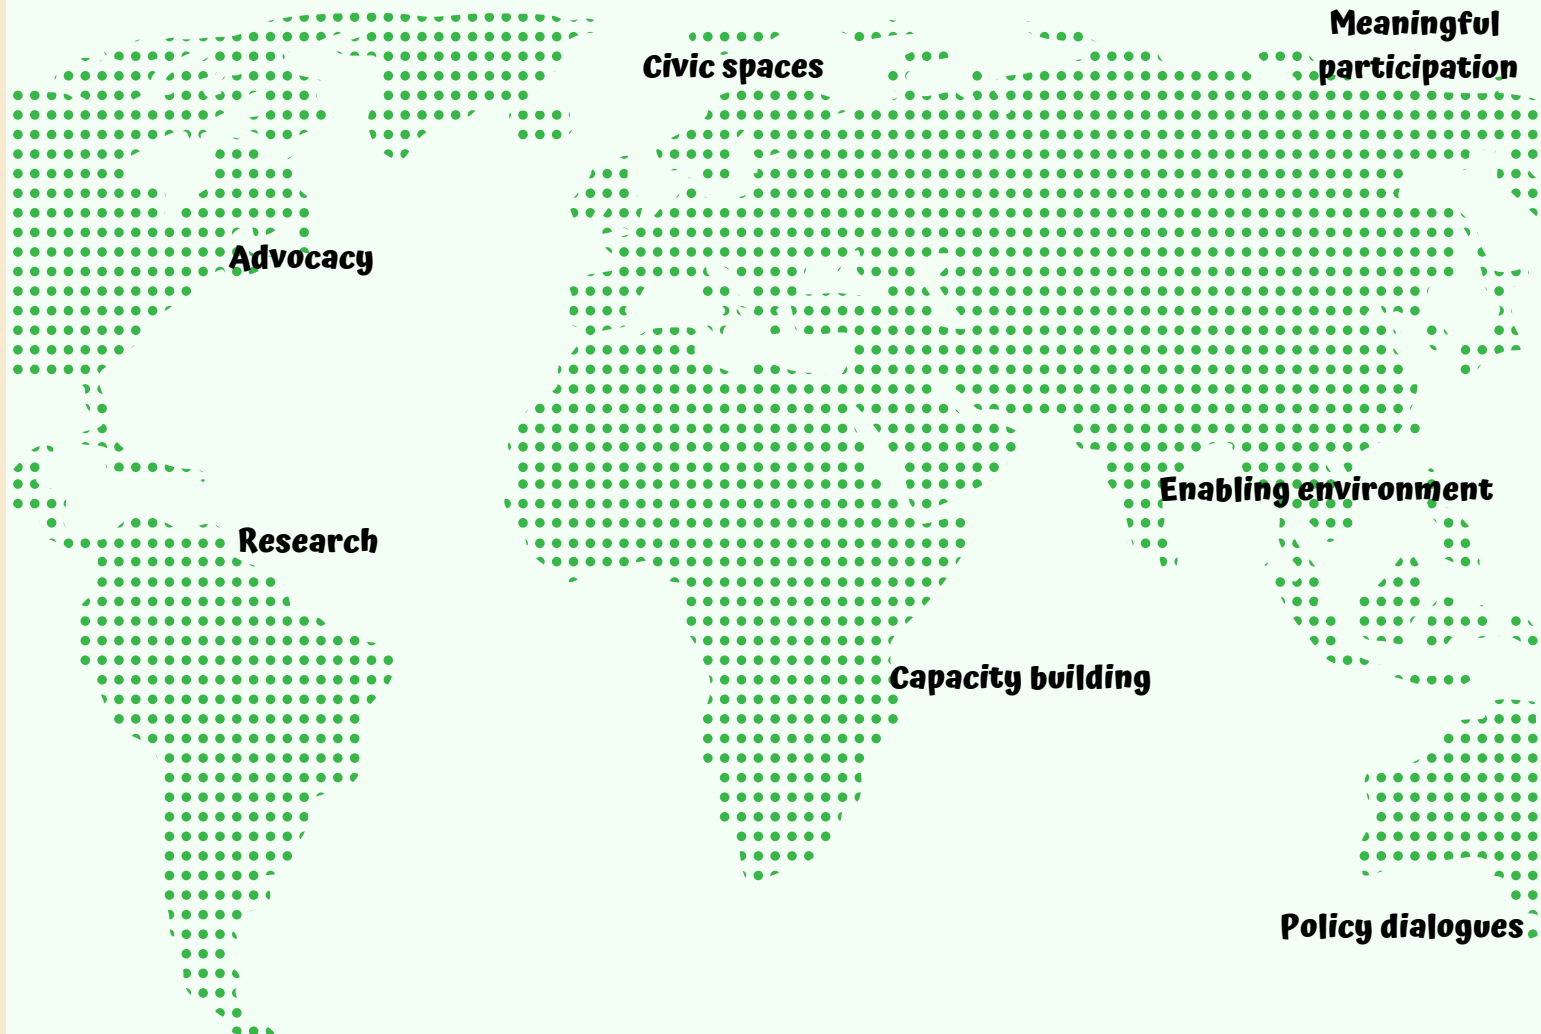 Meaningful
participation
Civic spaces
Advocacy
Enabling environment
Research
Capacity building
Policy dialogues